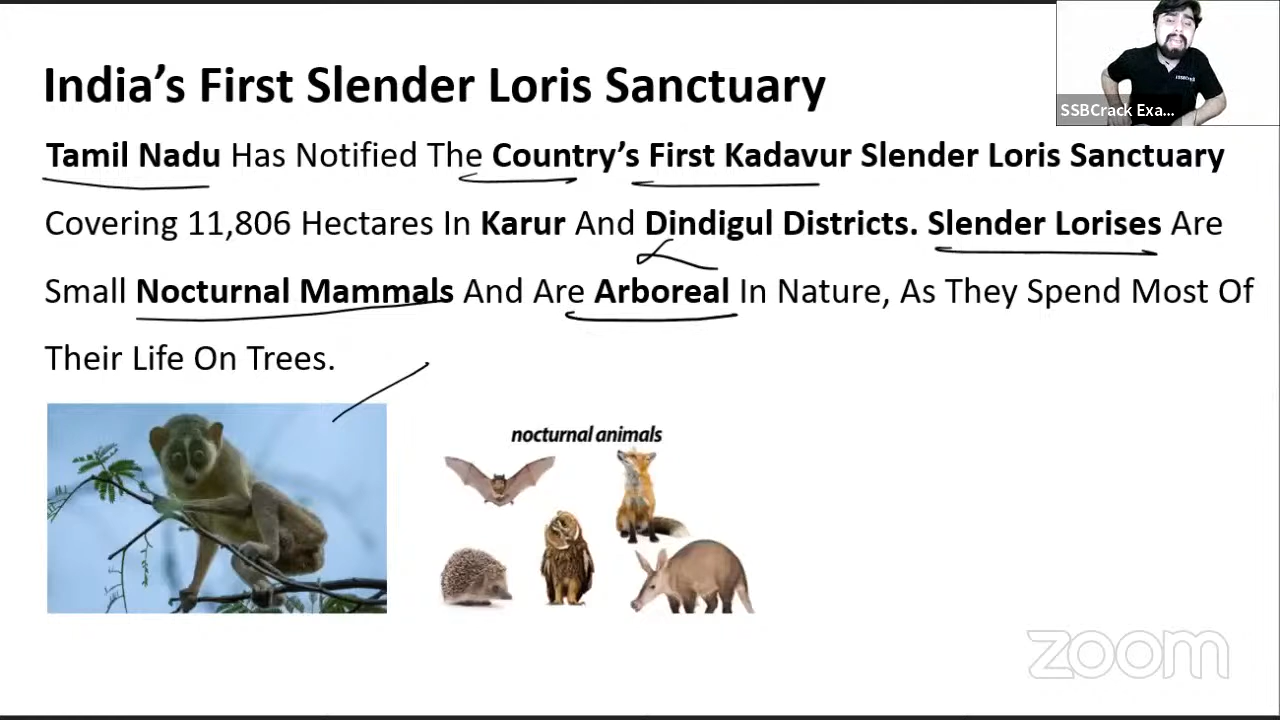 India's First Slender Loris Sanctuary
SSBCrack Exa...
Tamil Nadu Has Notified The Country's First Kadavur Slender Loris Sanctuary
Covering 11,806 Hectares In Karur And Dindigul Districts. Slender Lorises Are
Small Nocturnal Mammals And Are Arboreal In Nature, As They Spend Most Of
Their Life On Trees.
nocturnal animals
zoom